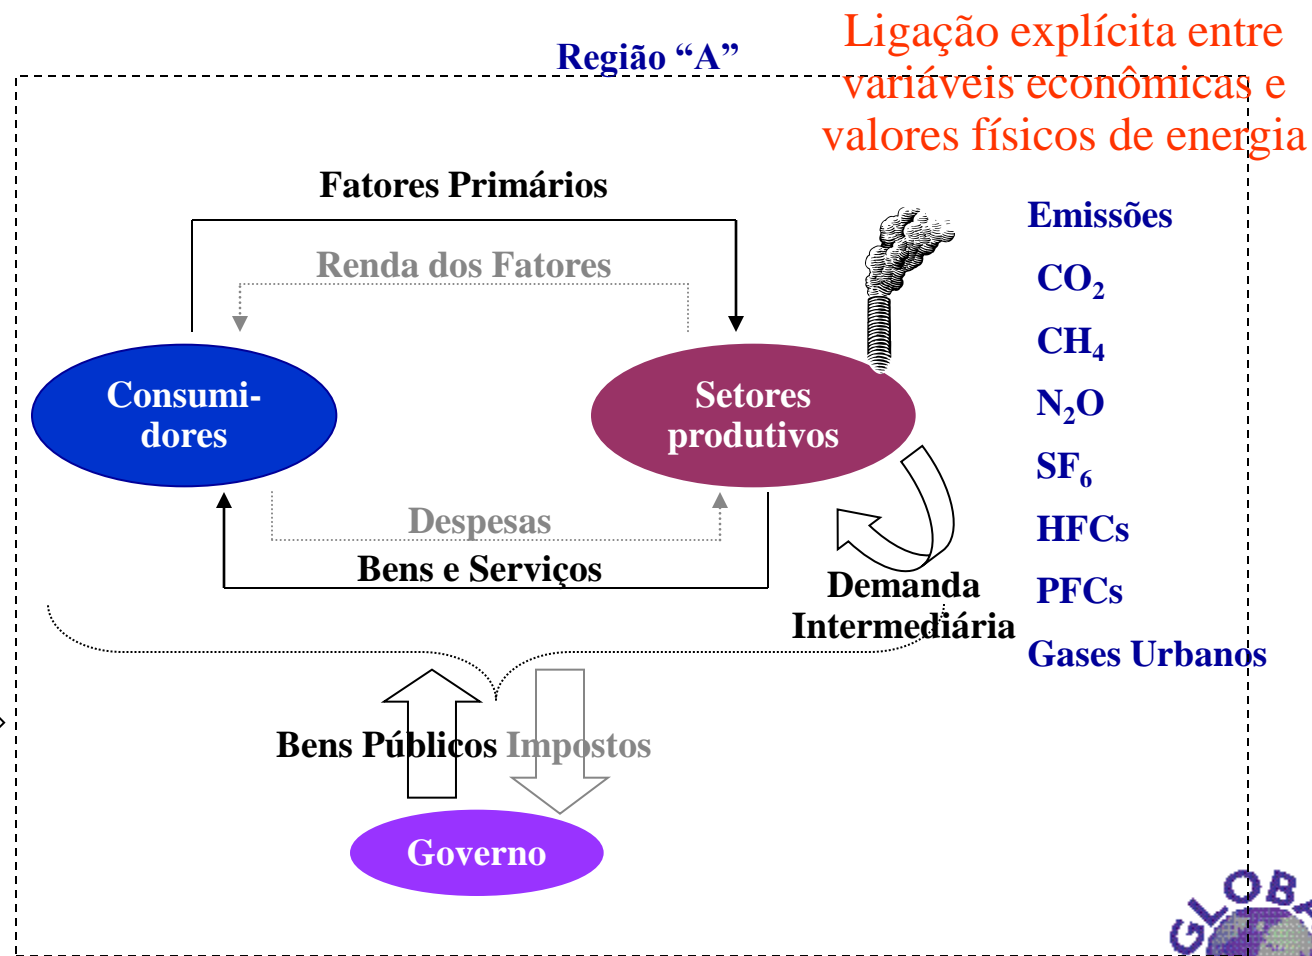 Região “A”
Ligação explícita entre
variáveis econômicas e
valores físicos de energia
Fatores Primários
Renda dos Fatores
Consumi-
dores
Setores
produtivos
Despesas
Bens e Serviços
Demanda
Intermediária
Emissões
CO₂
CH₄
N₂O
SF₆
HFCs
PFCs
Gases Urbanos
Bens Públicos Impostos
Governo